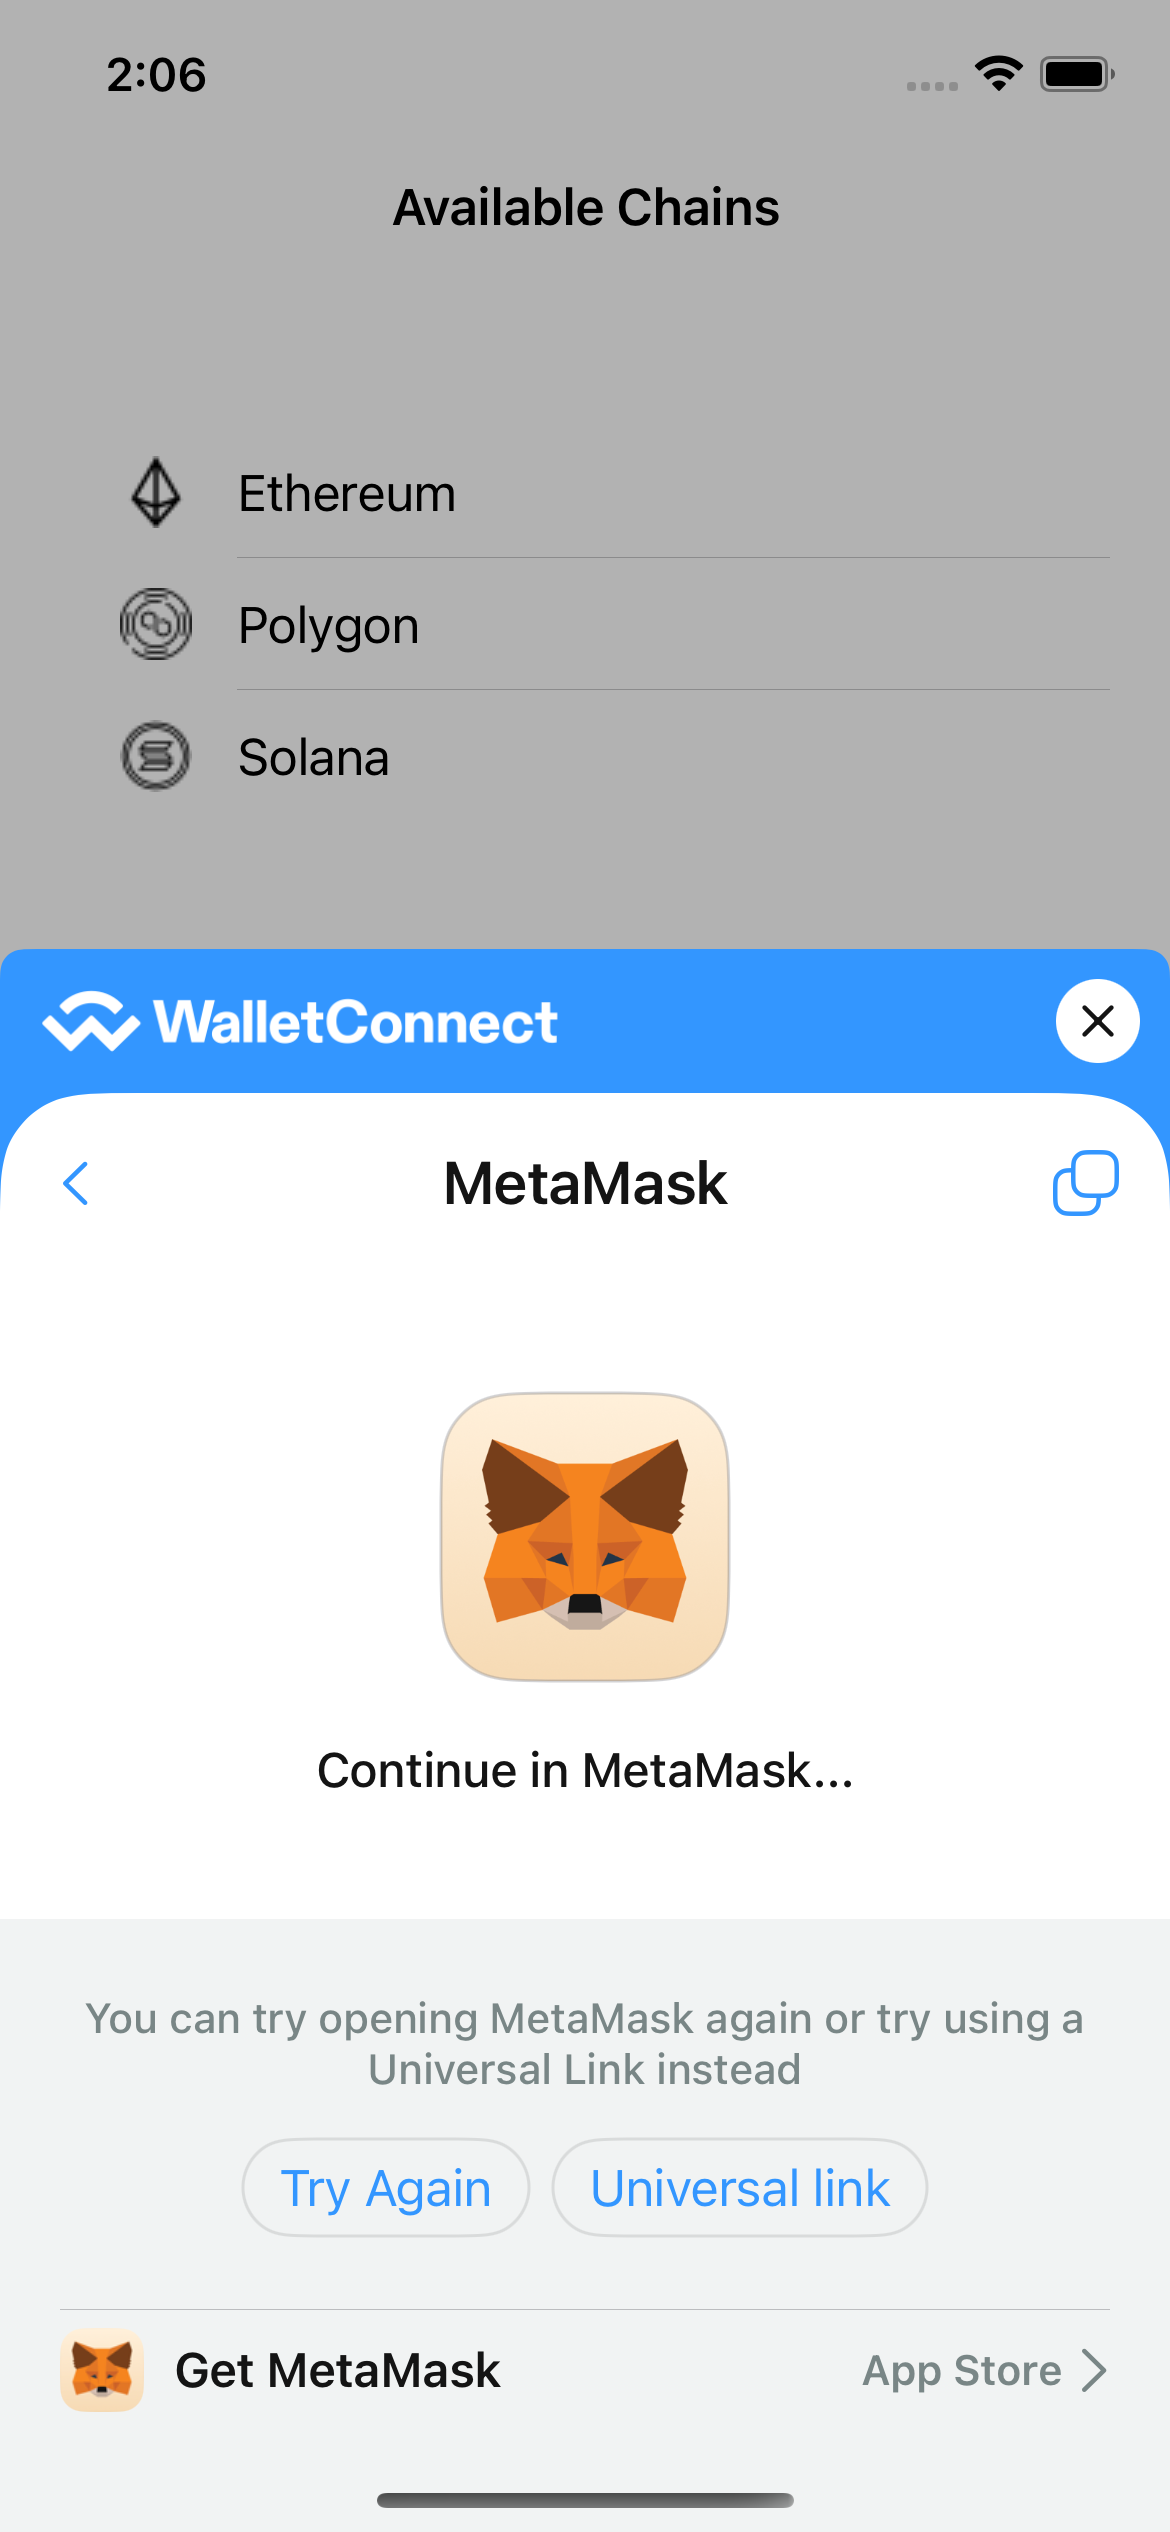 2:06
Available Chains
Ethereum
Polygon
Solana
WalletConnect
MetaMask
Continue in MetaMask...
You can try opening MetaMask again or try using a
Universal Link instead
Try Again
Universal link
Get MetaMask
App Store